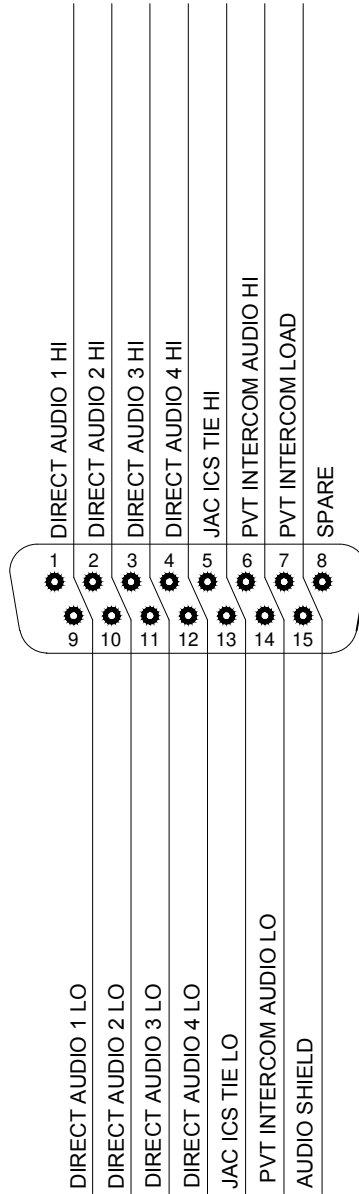 DIRECT AUDIO 1 HI
DIRECT AUDIO 2 HI
DIRECT AUDIO 3 HI
DIRECT AUDIO 4 HI
JAC ICS TIE HI
PVT INTERCOM AUDIO HI
PVT INTERCOM LOAD
SPARE
1 2 3 4 5 6 7 8
9 10 11 12 13 14 15
DIRECT AUDIO 1 LO
DIRECT AUDIO 2 LO
DIRECT AUDIO 3 LO
DIRECT AUDIO 4 LO
JAC ICS TIE LO
PVT INTERCOM AUDIO LO
AUDIO SHIELD